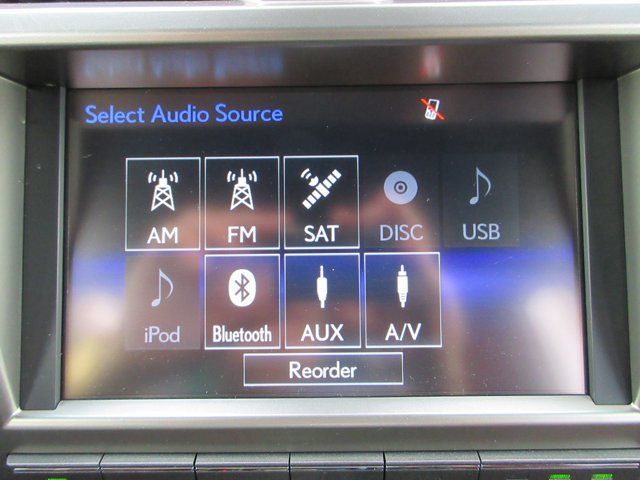 Select Audio Source
AM FM SAT DISC USB
iPod Bluetooth AUX A/V
Reorder